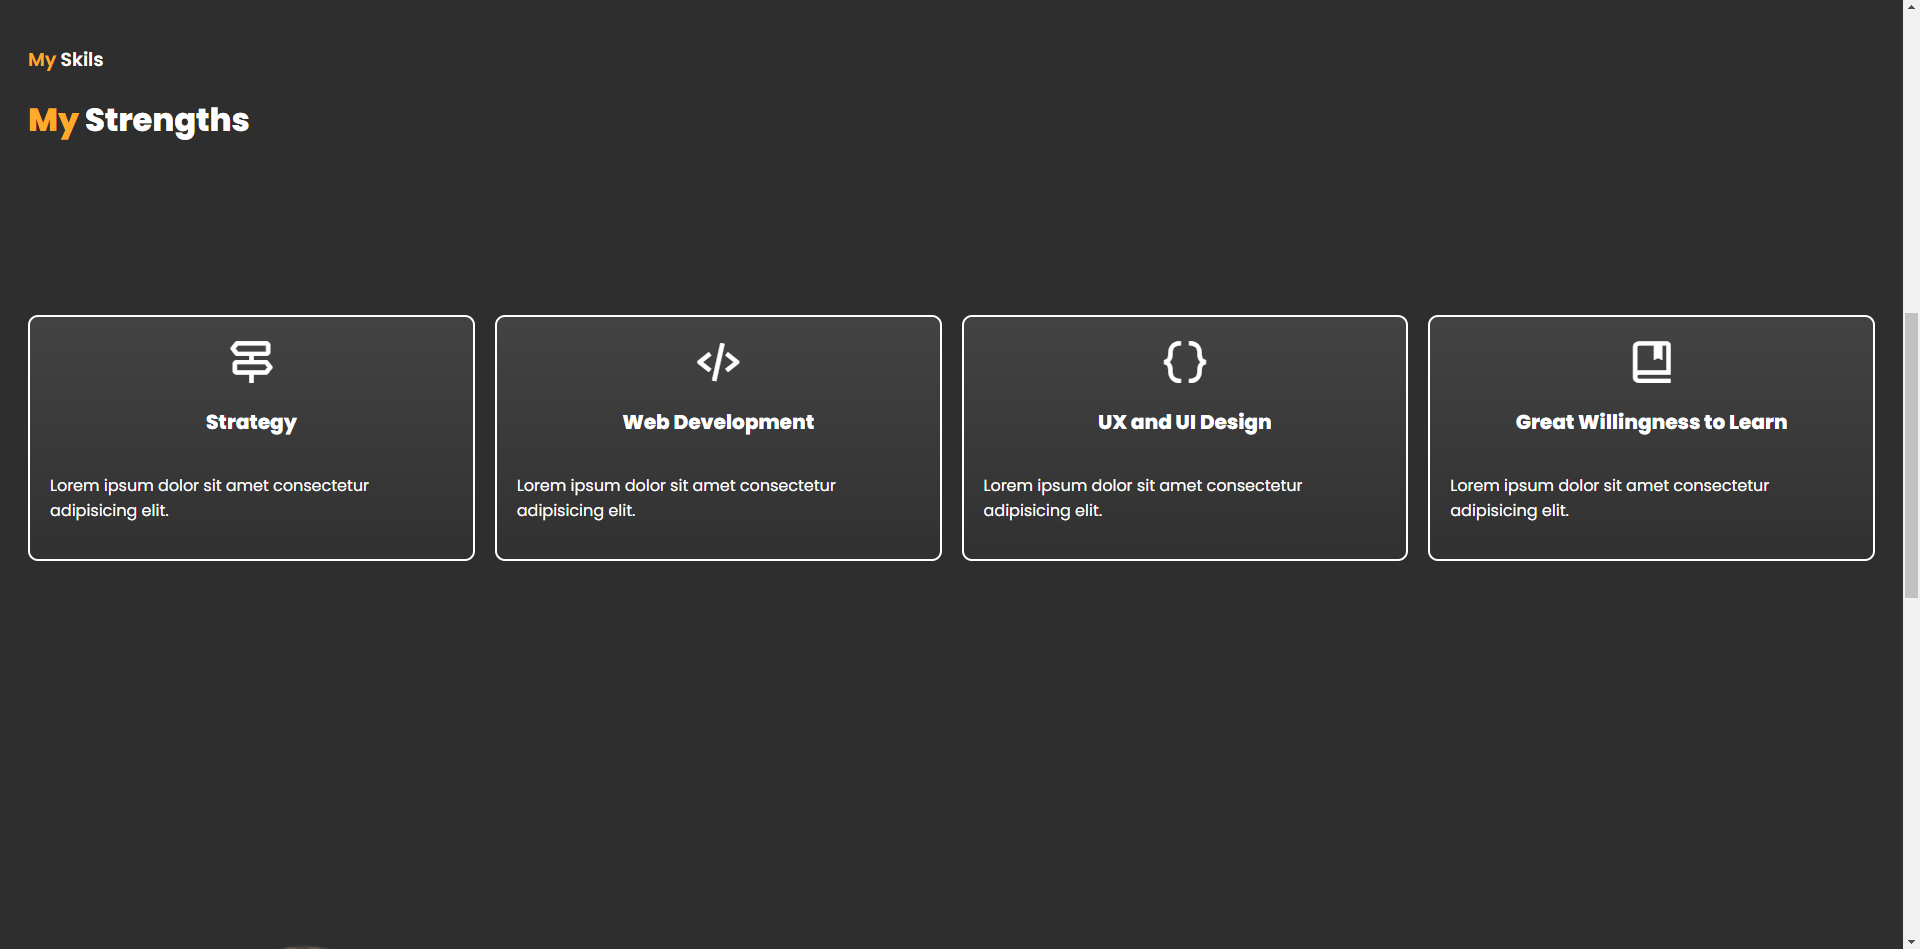 My Skils
My Strengths
Strategy
Lorem ipsum dolor sit amet consectetur
adipisicing elit.
Web Development
Lorem ipsum dolor sit amet consectetur
adipisicing elit.
UX and UI Design
Lorem ipsum dolor sit amet consectetur
adipisicing elit.
Great Willingness to Learn
Lorem ipsum dolor sit amet consectetur
adipisicing elit.